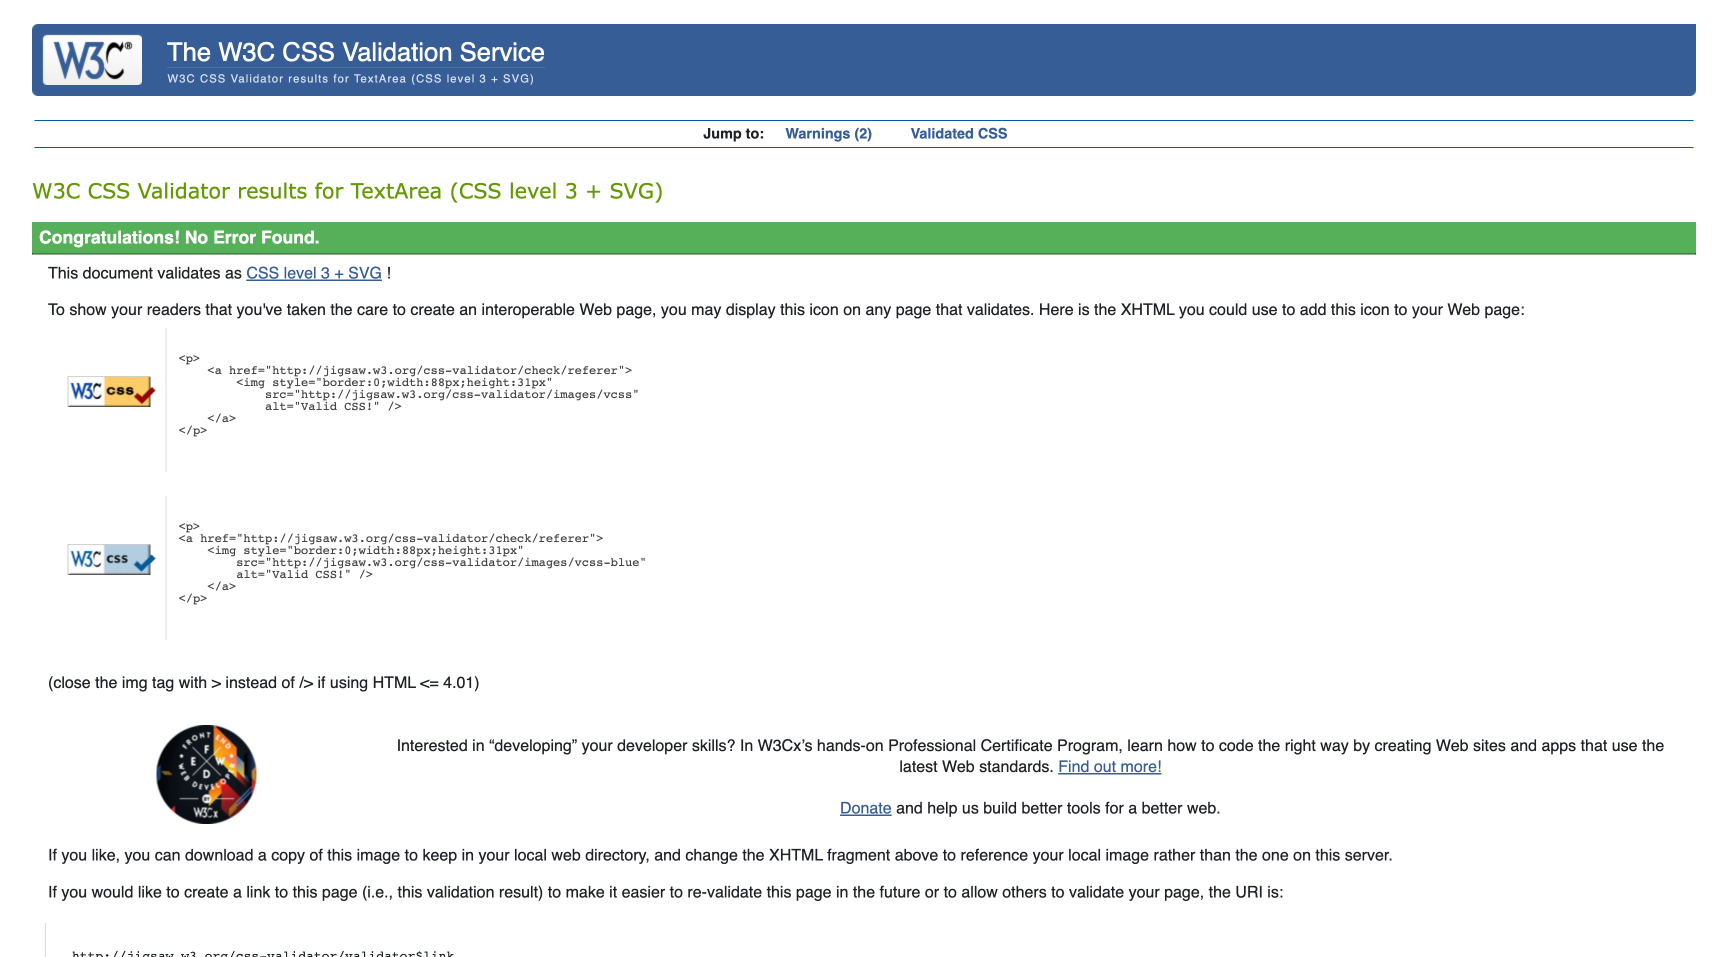 W3C®
The W3C CSS Validation Service
W3C CSS Validator results for TextArea (CSS level 3 + SVG)
Jump to: Warnings (2) Validated CSS
W3C CSS Validator results for TextArea (CSS level 3 + SVG)
Congratulations! No Error Found.
This document validates as CSS level 3 + SVG !
To show your readers that you've taken the care to create an interoperable Web page, you may display this icon on any page that validates. Here is the XHTML you could use to add this icon to your Web page:
W3C css
<p>
    <a href="http://jigsaw.w3.org/css-validator/check/referer">
        <img style="border:0;width:88px;height:31px"
            src="http://jigsaw.w3.org/css-validator/images/vcss"
            alt="Valid CSS!" />
    </a>
</p>
W3C css
<p>
<a href="http://jigsaw.w3.org/css-validator/check/referer">
    <img style="border:0;width:88px;height:31px"
        src="http://jigsaw.w3.org/css-validator/images/vcss-blue"
        alt="Valid CSS!" />
    </a>
</p>
(close the img tag with > instead of /> if using HTML <= 4.01)
FRONT END
WEB DEVELOPER
F E W D
BY
W3Cx
Interested in “developing” your developer skills? In W3Cx’s hands-on Professional Certificate Program, learn how to code the right way by creating Web sites and apps that use the
latest Web standards. Find out more!
Donate and help us build better tools for a better web.
If you like, you can download a copy of this image to keep in your local web directory, and change the XHTML fragment above to reference your local image rather than the one on this server.
If you would like to create a link to this page (i.e., this validation result) to make it easier to re-validate this page in the future or to allow others to validate your page, the URI is:
http://jigsaw.w3.org/css-validator/validator$link